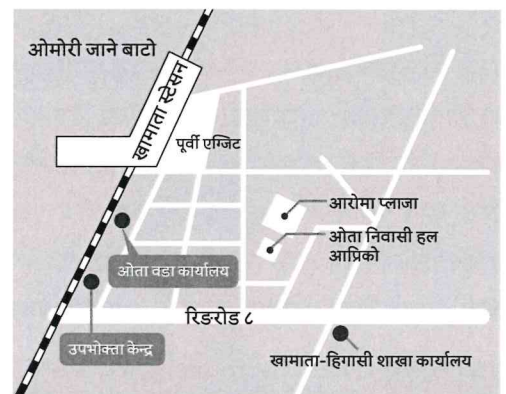 ओमोरी जाने बाटो
खामाता स्टेसन
पूर्वी एग्जिट
आरोमा प्लाजा
ओता निवासी हल
आप्रिको
ओता वडा कार्यालय
रिङरोड ८
उपभोक्ता केन्द्र
खामाता-हिगासी शाखा कार्यालय